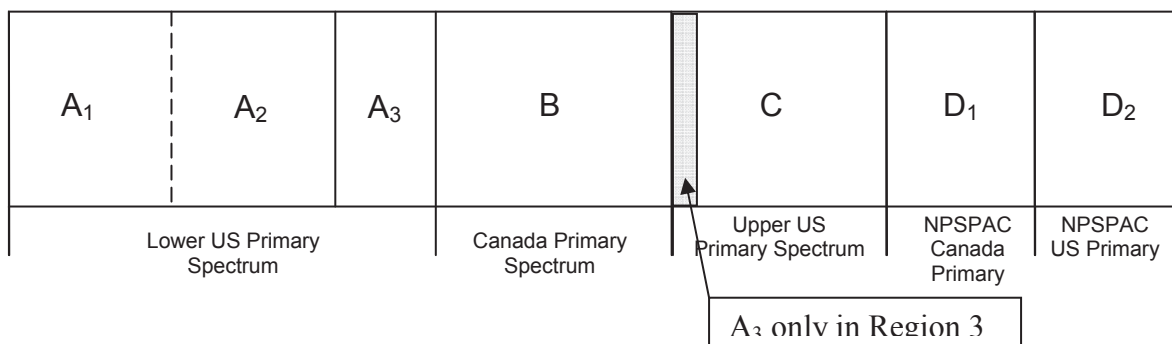 A₁ A₂ A₃ B C D₁ D₂
Lower US Primary
Spectrum
Canada Primary
Spectrum
Upper US
Primary Spectrum
NPSPAC
Canada
Primary
NPSPAC
US Primary
A₃ only in Region 3